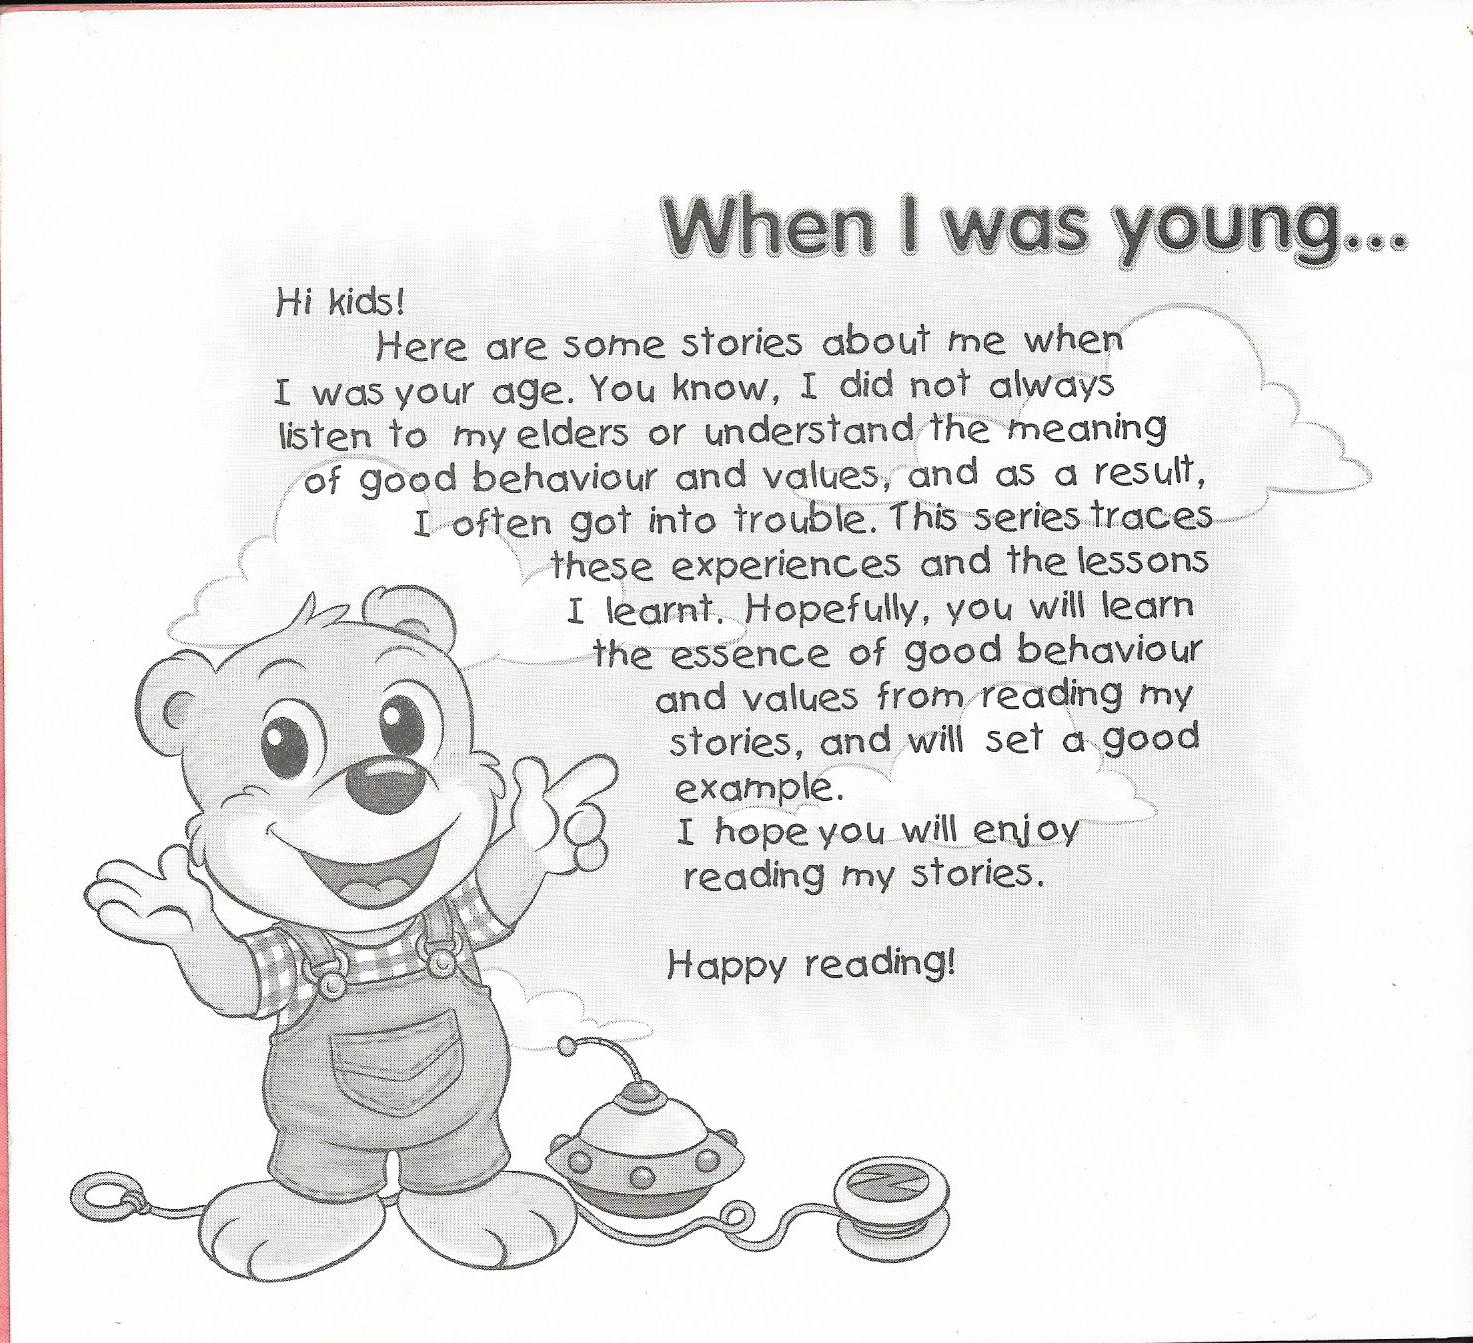 When I was young...
Hi kids!
Here are some stories about me when
I was your age. You know, I did not always
listen to my elders or understand the meaning
of good behaviour and values, and as a result,
I often got into trouble. This series traces
these experiences and the lessons
I learnt. Hopefully, you will learn
the essence of good behaviour
and values from reading my
stories, and will set a good
example.
I hope you will enjoy
reading my stories.
Happy reading!